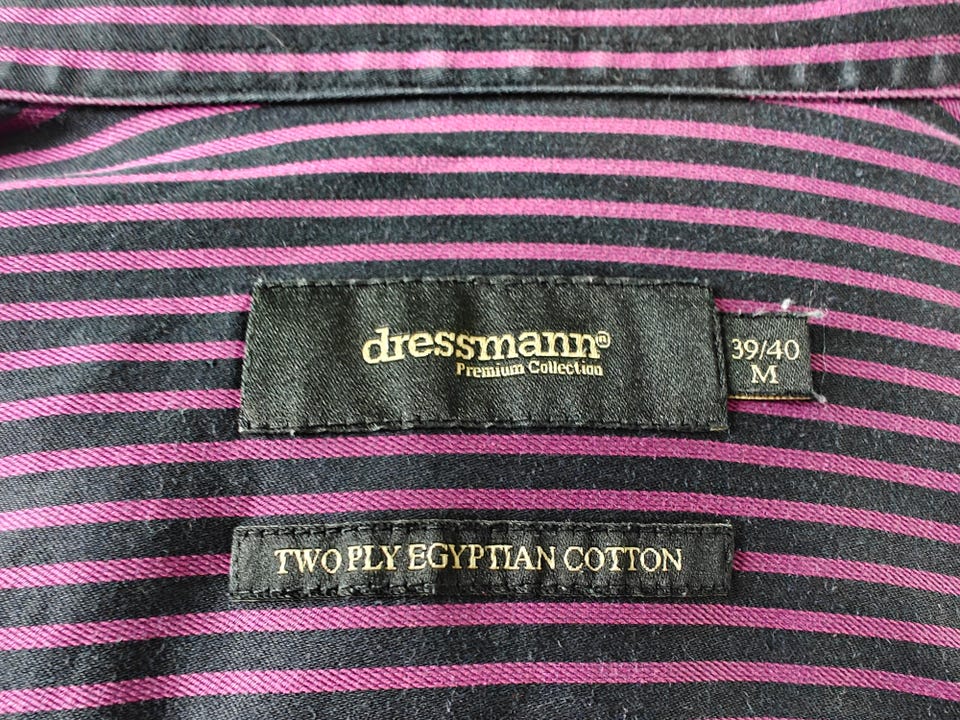 dressmann®
Premium Collection
39/40
M
TWO PLY EGYPTIAN COTTON